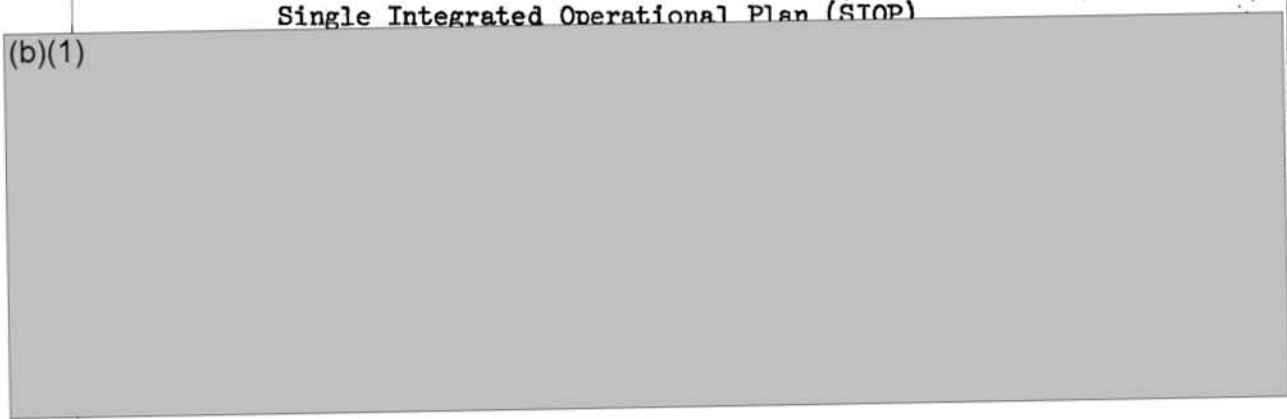 Single Integrated Operational Plan (SIOP)
(b)(1)